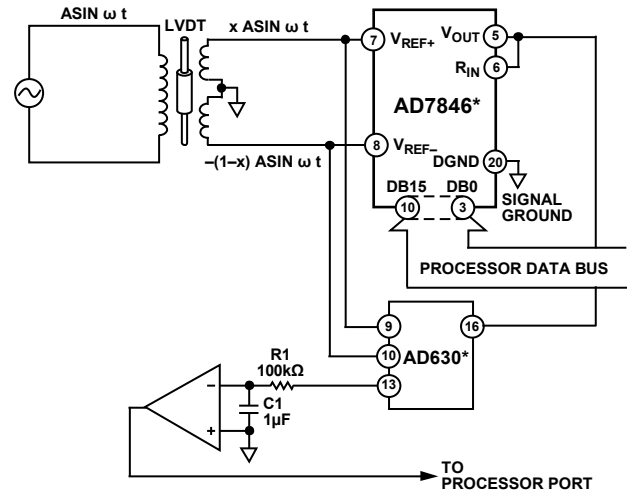 ASIN ω t
LVDT
x ASIN ω t
–(1–x) ASIN ω t
7
VREF+
VOUT
5
RIN
6
AD7846*
8
VREF–
DGND
20
DB15
DB0
10
3
SIGNAL
GROUND
PROCESSOR DATA BUS
9
16
10
AD630*
13
R1
100kΩ
C1
1µF
–
+
TO
PROCESSOR PORT